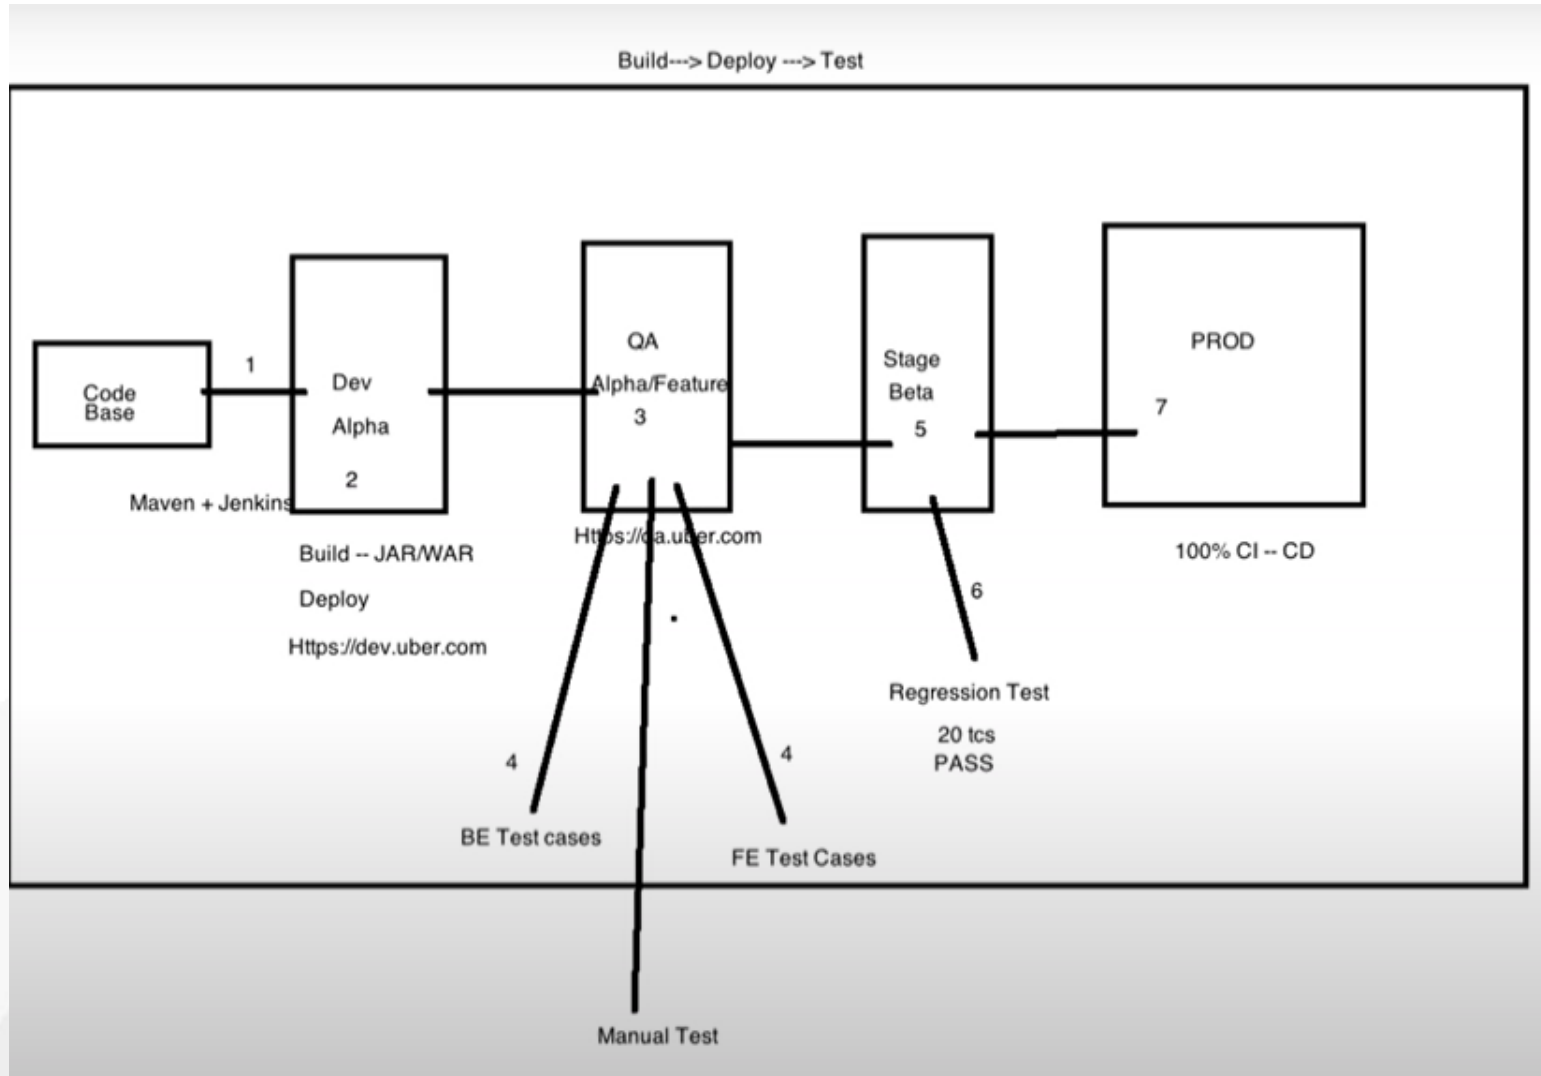 Build---> Deploy ---> Test
Code
Base
1
Maven + Jenkins
Dev
Alpha
2
Build -- JAR/WAR
Deploy
Https://dev.uber.com
QA
Alpha/Feature
3
Https://qa.uber.com
4
BE Test cases
4
FE Test Cases
Manual Test
Stage
Beta
5
6
Regression Test
20 tcs
PASS
PROD
7
100% CI -- CD